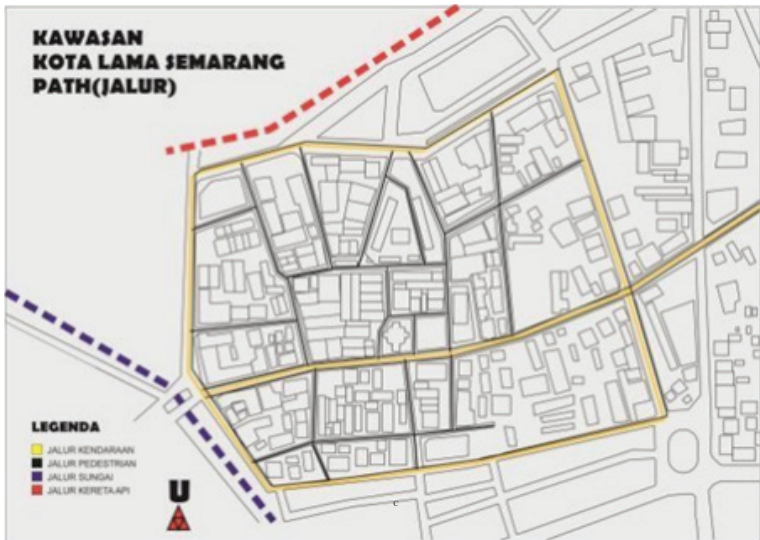 KAWASAN
KOTA LAMA SEMARANG
PATH(JALUR)
LEGENDA
JALUR KENDARAAN
JALUR PEDESTRIAN
JALUR SUNGAI
JALUR KERETA API
U
c